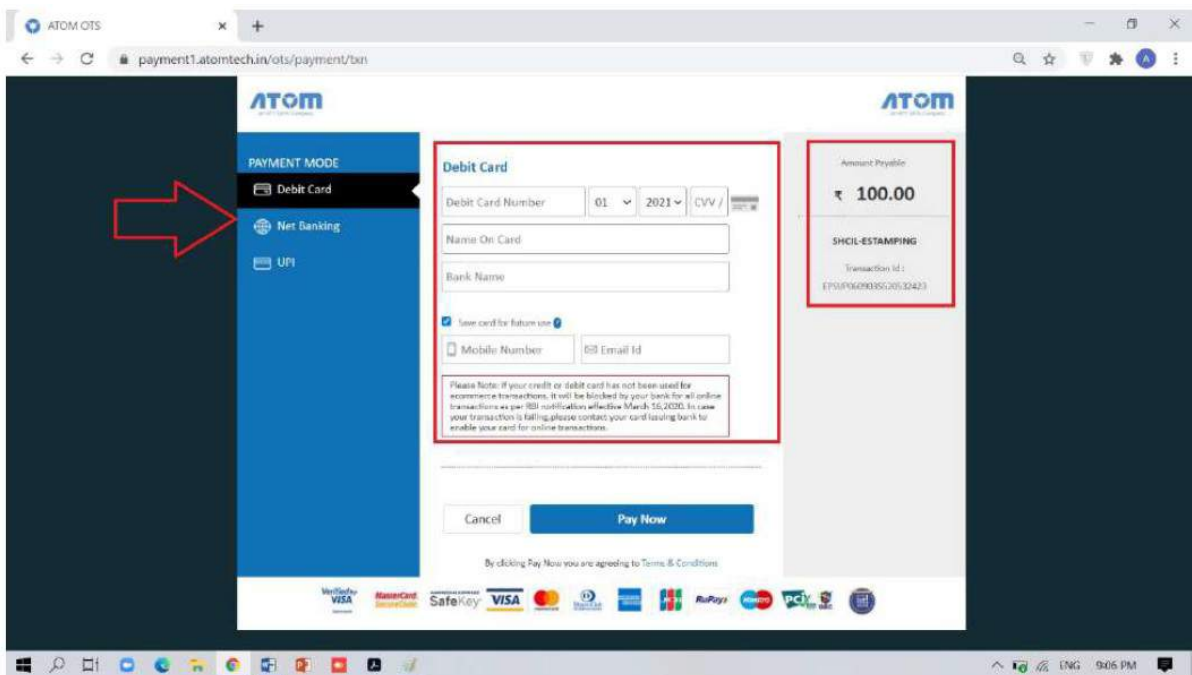 ATOM OTS
payment1.atomtech.in/ots/payment/txn
ATOM
ATOM
PAYMENT MODE
Debit Card
Net Banking
UPI
Debit Card
Debit Card Number
01
2021
CVV /
Name On Card
Bank Name
Save card for future use
Mobile Number
Email Id
Please Note: If your credit or debit card has not been used for
ecommerce transactions, it will be blocked by your bank for all online
transactions as per RBI notification effective March 16,2020. In case
your transaction is failing,please contact your card issuing bank to
enable your card for online transactions.
Cancel
Pay Now
By clicking Pay Now you are agreeing to Terms & Conditions
Amount Payable
₹ 100.00
SHCIL-ESTAMPING
Transaction Id :
Verified by
VISA
MasterCard
SafeKey
VISA
JCB
RuPay
PCI
ENG
9:06 PM